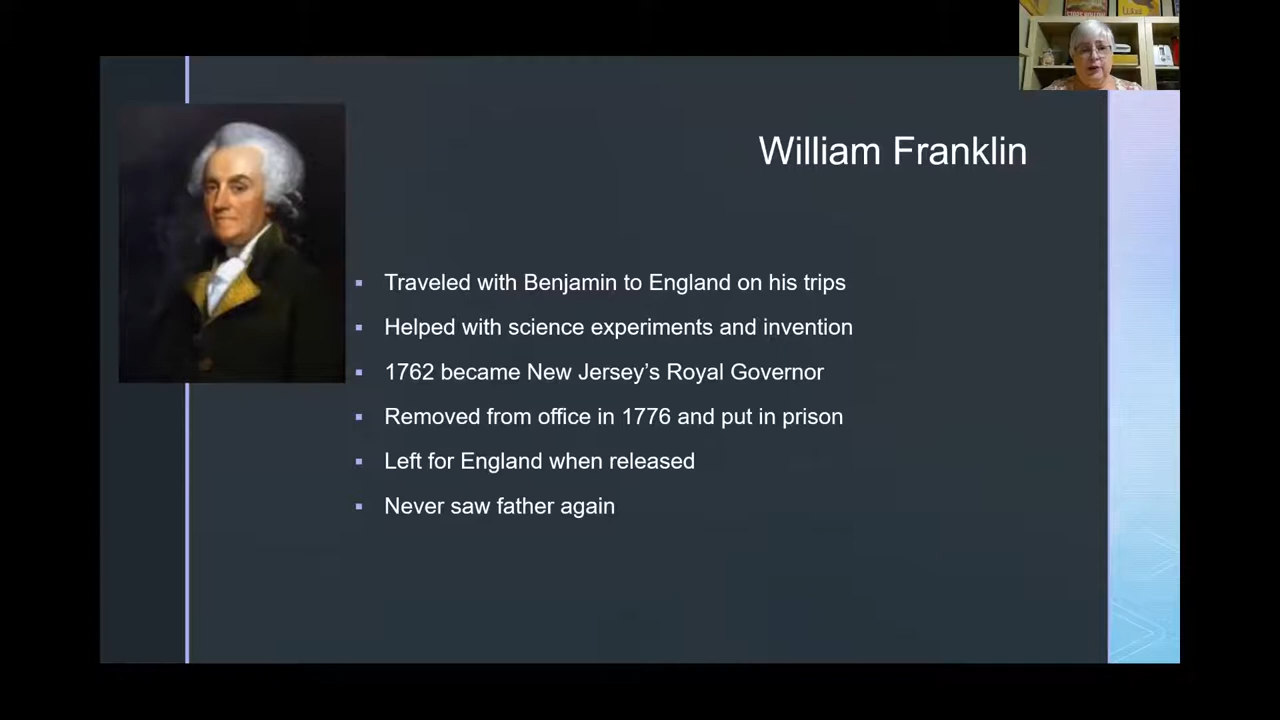 William Franklin
▪ Traveled with Benjamin to England on his trips
▪ Helped with science experiments and invention
▪ 1762 became New Jersey’s Royal Governor
▪ Removed from office in 1776 and put in prison
▪ Left for England when released
▪ Never saw father again